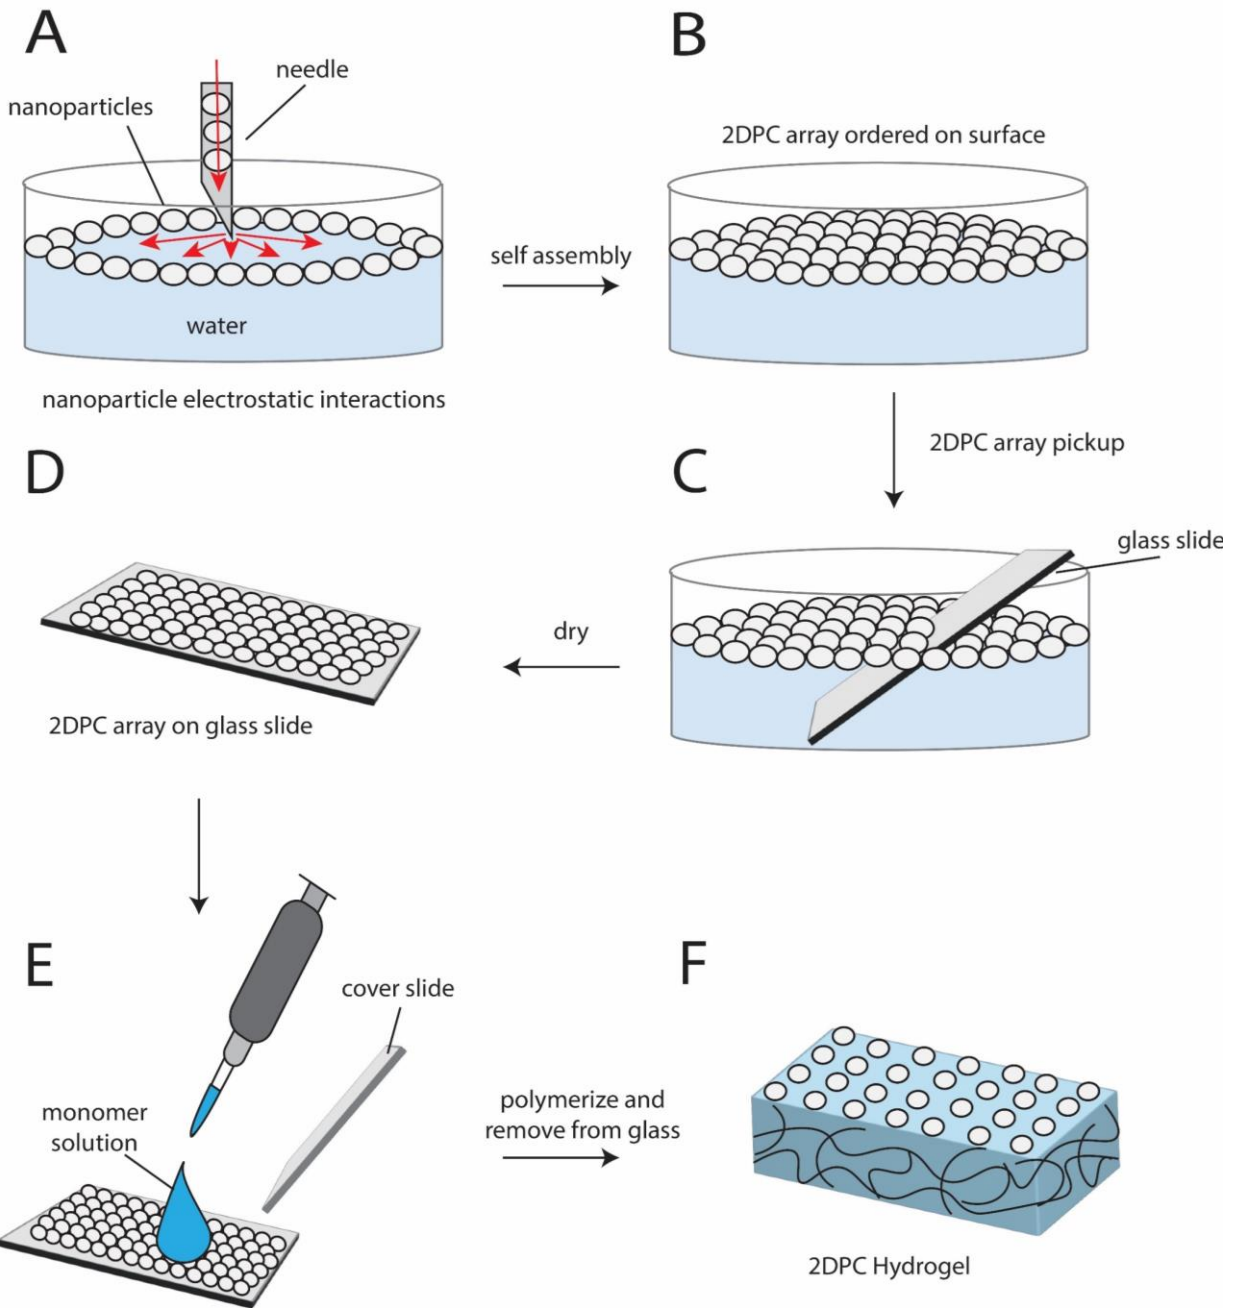 A
needle
nanoparticles
water
nanoparticle electrostatic interactions
self assembly
B
2DPC array ordered on surface
2DPC array pickup
C
glass slide
dry
D
2DPC array on glass slide
E
cover slide
monomer
solution
polymerize and
remove from glass
F
2DPC Hydrogel